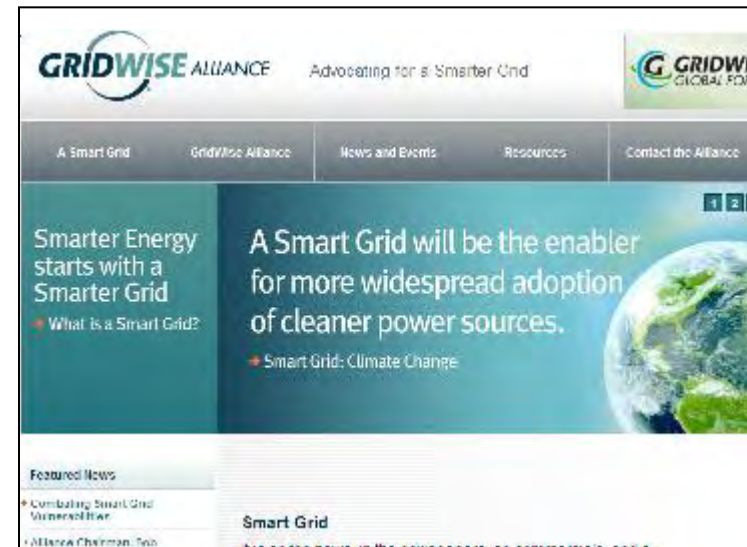 GRIDWISE ALLIANCE
Advocating for a Smarter Grid
GRIDWI
GLOBAL FO
A Smart Grid
GridWise Alliance
News and Events
Resources
Contact the Alliance
1 2
Smarter Energy
starts with a
Smarter Grid
What is a Smart Grid?
A Smart Grid will be the enabler
for more widespread adoption
of cleaner power sources.
Smart Grid: Climate Change
Featured News
Combating Smart Grid
Vulnerabilities
Alliance Chairman, Bob
Smart Grid